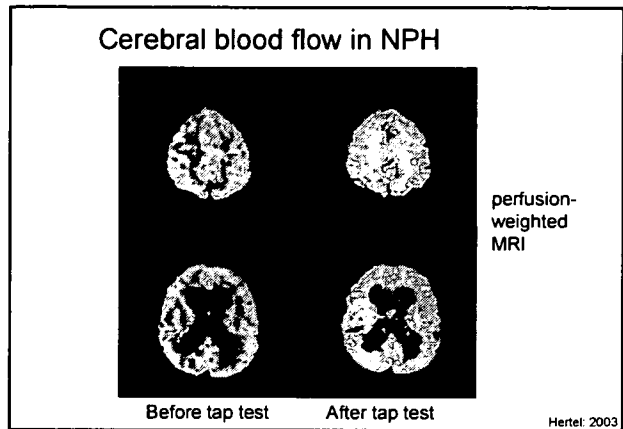 Cerebral blood flow in NPH
perfusion-
weighted
MRI
Before tap test After tap test
Hertel: 2003